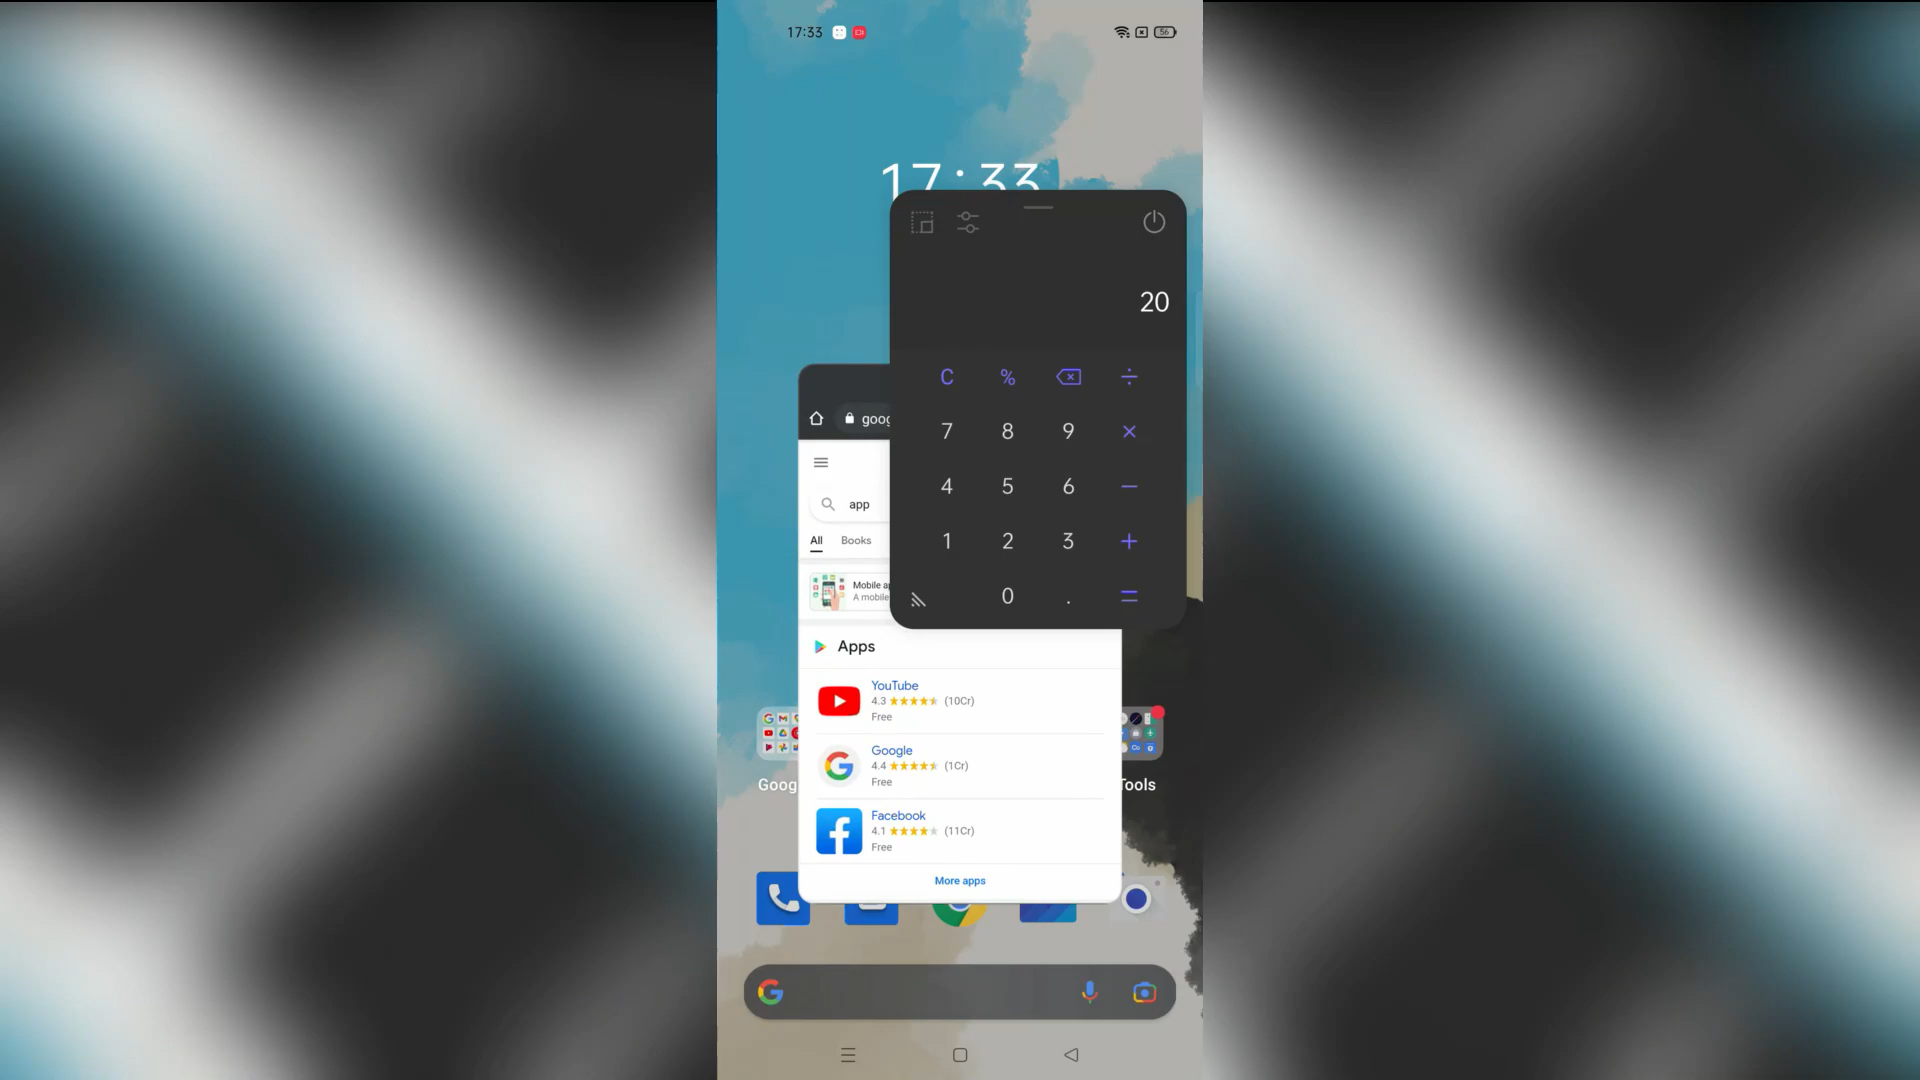 17:33
56
17:33
20
C % ÷
7 8 9 ×
4 5 6 −
1 2 3 +
0 . =
goog
app
All Books
Mobile a
A mobile
Apps
YouTube
4.3 ★★★★★ (10Cr)
Free
Google
4.4 ★★★★★ (1Cr)
Free
Facebook
4.1 ★★★★★ (11Cr)
Free
More apps
Goog
Tools